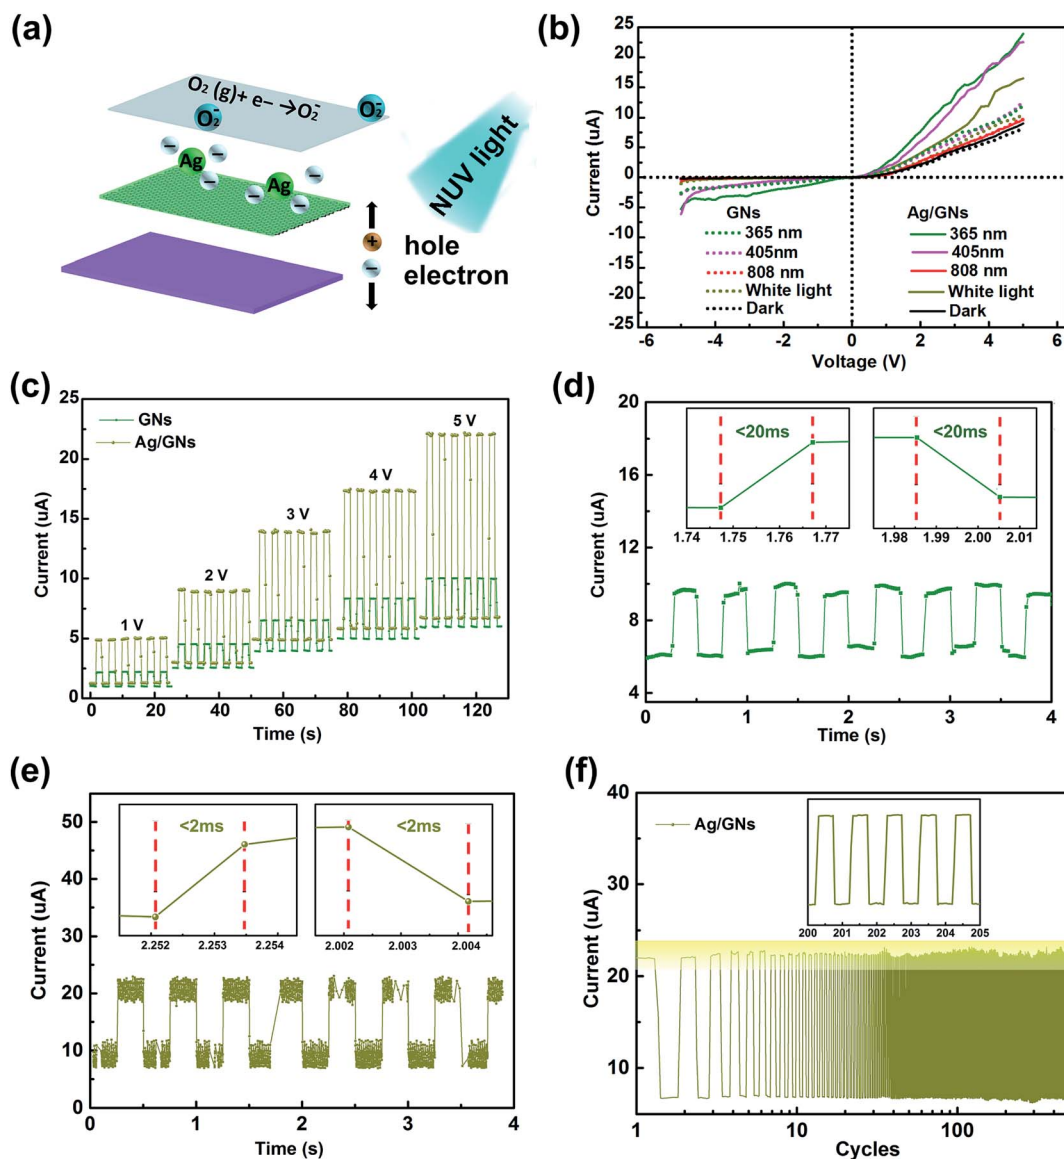 (a)
O₂ (g)+ e− →O₂⁻
O₂⁻
O₂⁻
−
−
Ag
−
−
Ag
−
−
NUV light
+
hole
−
electron
(b)
Current (uA)
25
20
15
10
5
0
-5
-10
-15
-20
-25
GNs
365 nm
405nm
808 nm
White light
Dark
Ag/GNs
365 nm
405nm
808 nm
White light
Dark
-6 -4 -2 0 2 4 6
Voltage (V)
(c)
Current (uA)
25
20
15
10
5
0
GNs
Ag/GNs
1 V
2 V
3 V
4 V
5 V
0 20 40 60 80 100 120
Time (s)
(d)
Current (uA)
20
18
16
14
12
10
8
6
4
<20ms
1.74 1.75 1.76 1.77
<20ms
1.98 1.99 2.00 2.01
0 1 2 3 4
Time (s)
(e)
Current (uA)
50
40
30
20
10
0
<2ms
2.252 2.253 2.254
<2ms
2.002 2.003 2.004
0 1 2 3 4
Time (s)
(f)
Current (uA)
40
30
20
10
Ag/GNs
200 201 202 203 204 205
1 10 100
Cycles